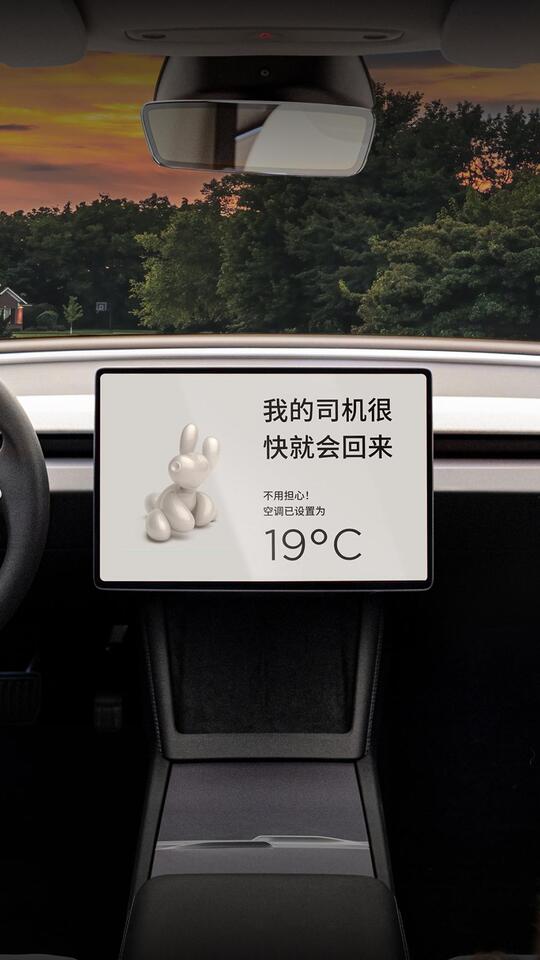 我的司机很
快就会回来
不用担心！
空调已设置为
19°C